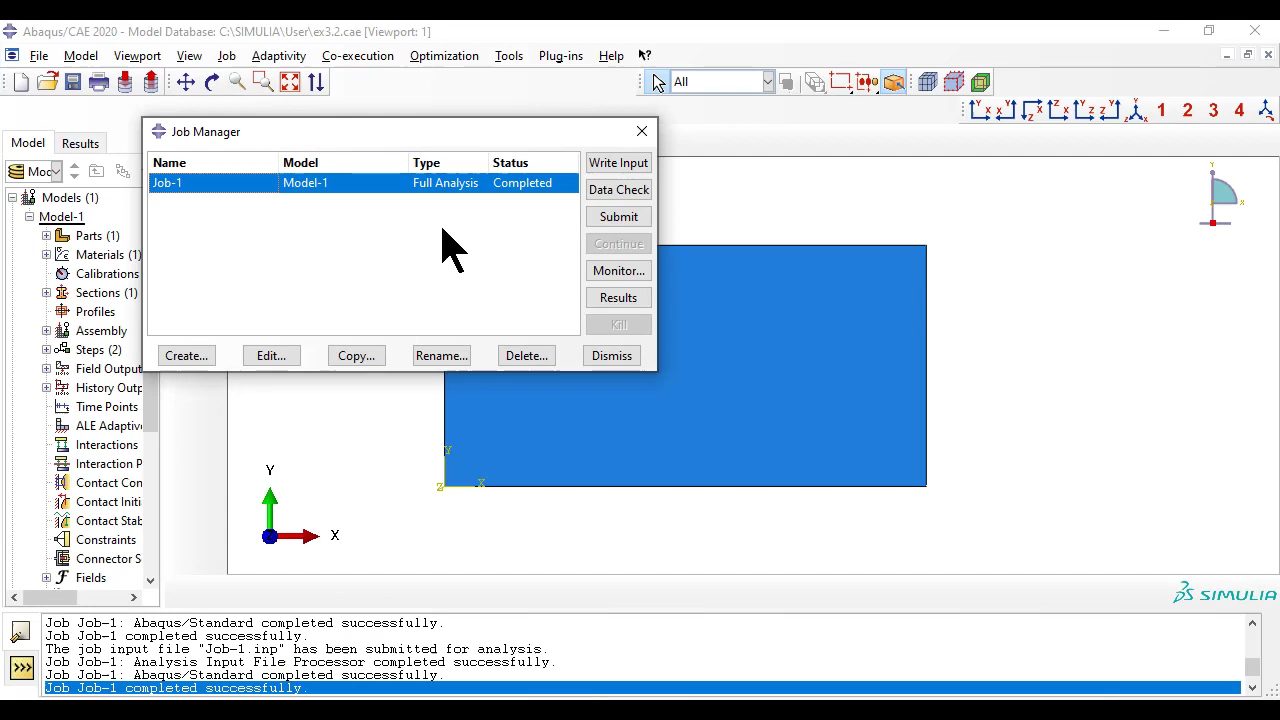 Abaqus/CAE 2020 - Model Database: C:\SIMULIA\User\ex3.2.cae [Viewport: 1]
File Model Viewport View Job Adaptivity Co-execution Optimization Tools Plug-ins Help
All
1 2 3 4
Model Results
Job Manager
Name Model Type Status
Job-1 Model-1 Full Analysis Completed
Write Input
Data Check
Submit
Continue
Monitor...
Results
Kill
Create... Edit... Copy... Rename... Delete... Dismiss
Moc
Models (1)
Model-1
Parts (1)
Materials (1)
Calibrations
Sections (1)
Profiles
Assembly
Steps (2)
Field Output
History Outp
Time Points
ALE Adaptiv
Interactions
Interaction P
Contact Con
Contact Initi
Contact Stab
Constraints
Connector S
Fields
Y
X
Y
X
Z
Y
X
SIMULIA
Job Job-1: Abaqus/Standard completed successfully.
Job Job-1 completed successfully.
The job input file "Job-1.inp" has been submitted for analysis.
Job Job-1: Analysis Input File Processor completed successfully.
Job Job-1: Abaqus/Standard completed successfully.
Job Job-1 completed successfully.